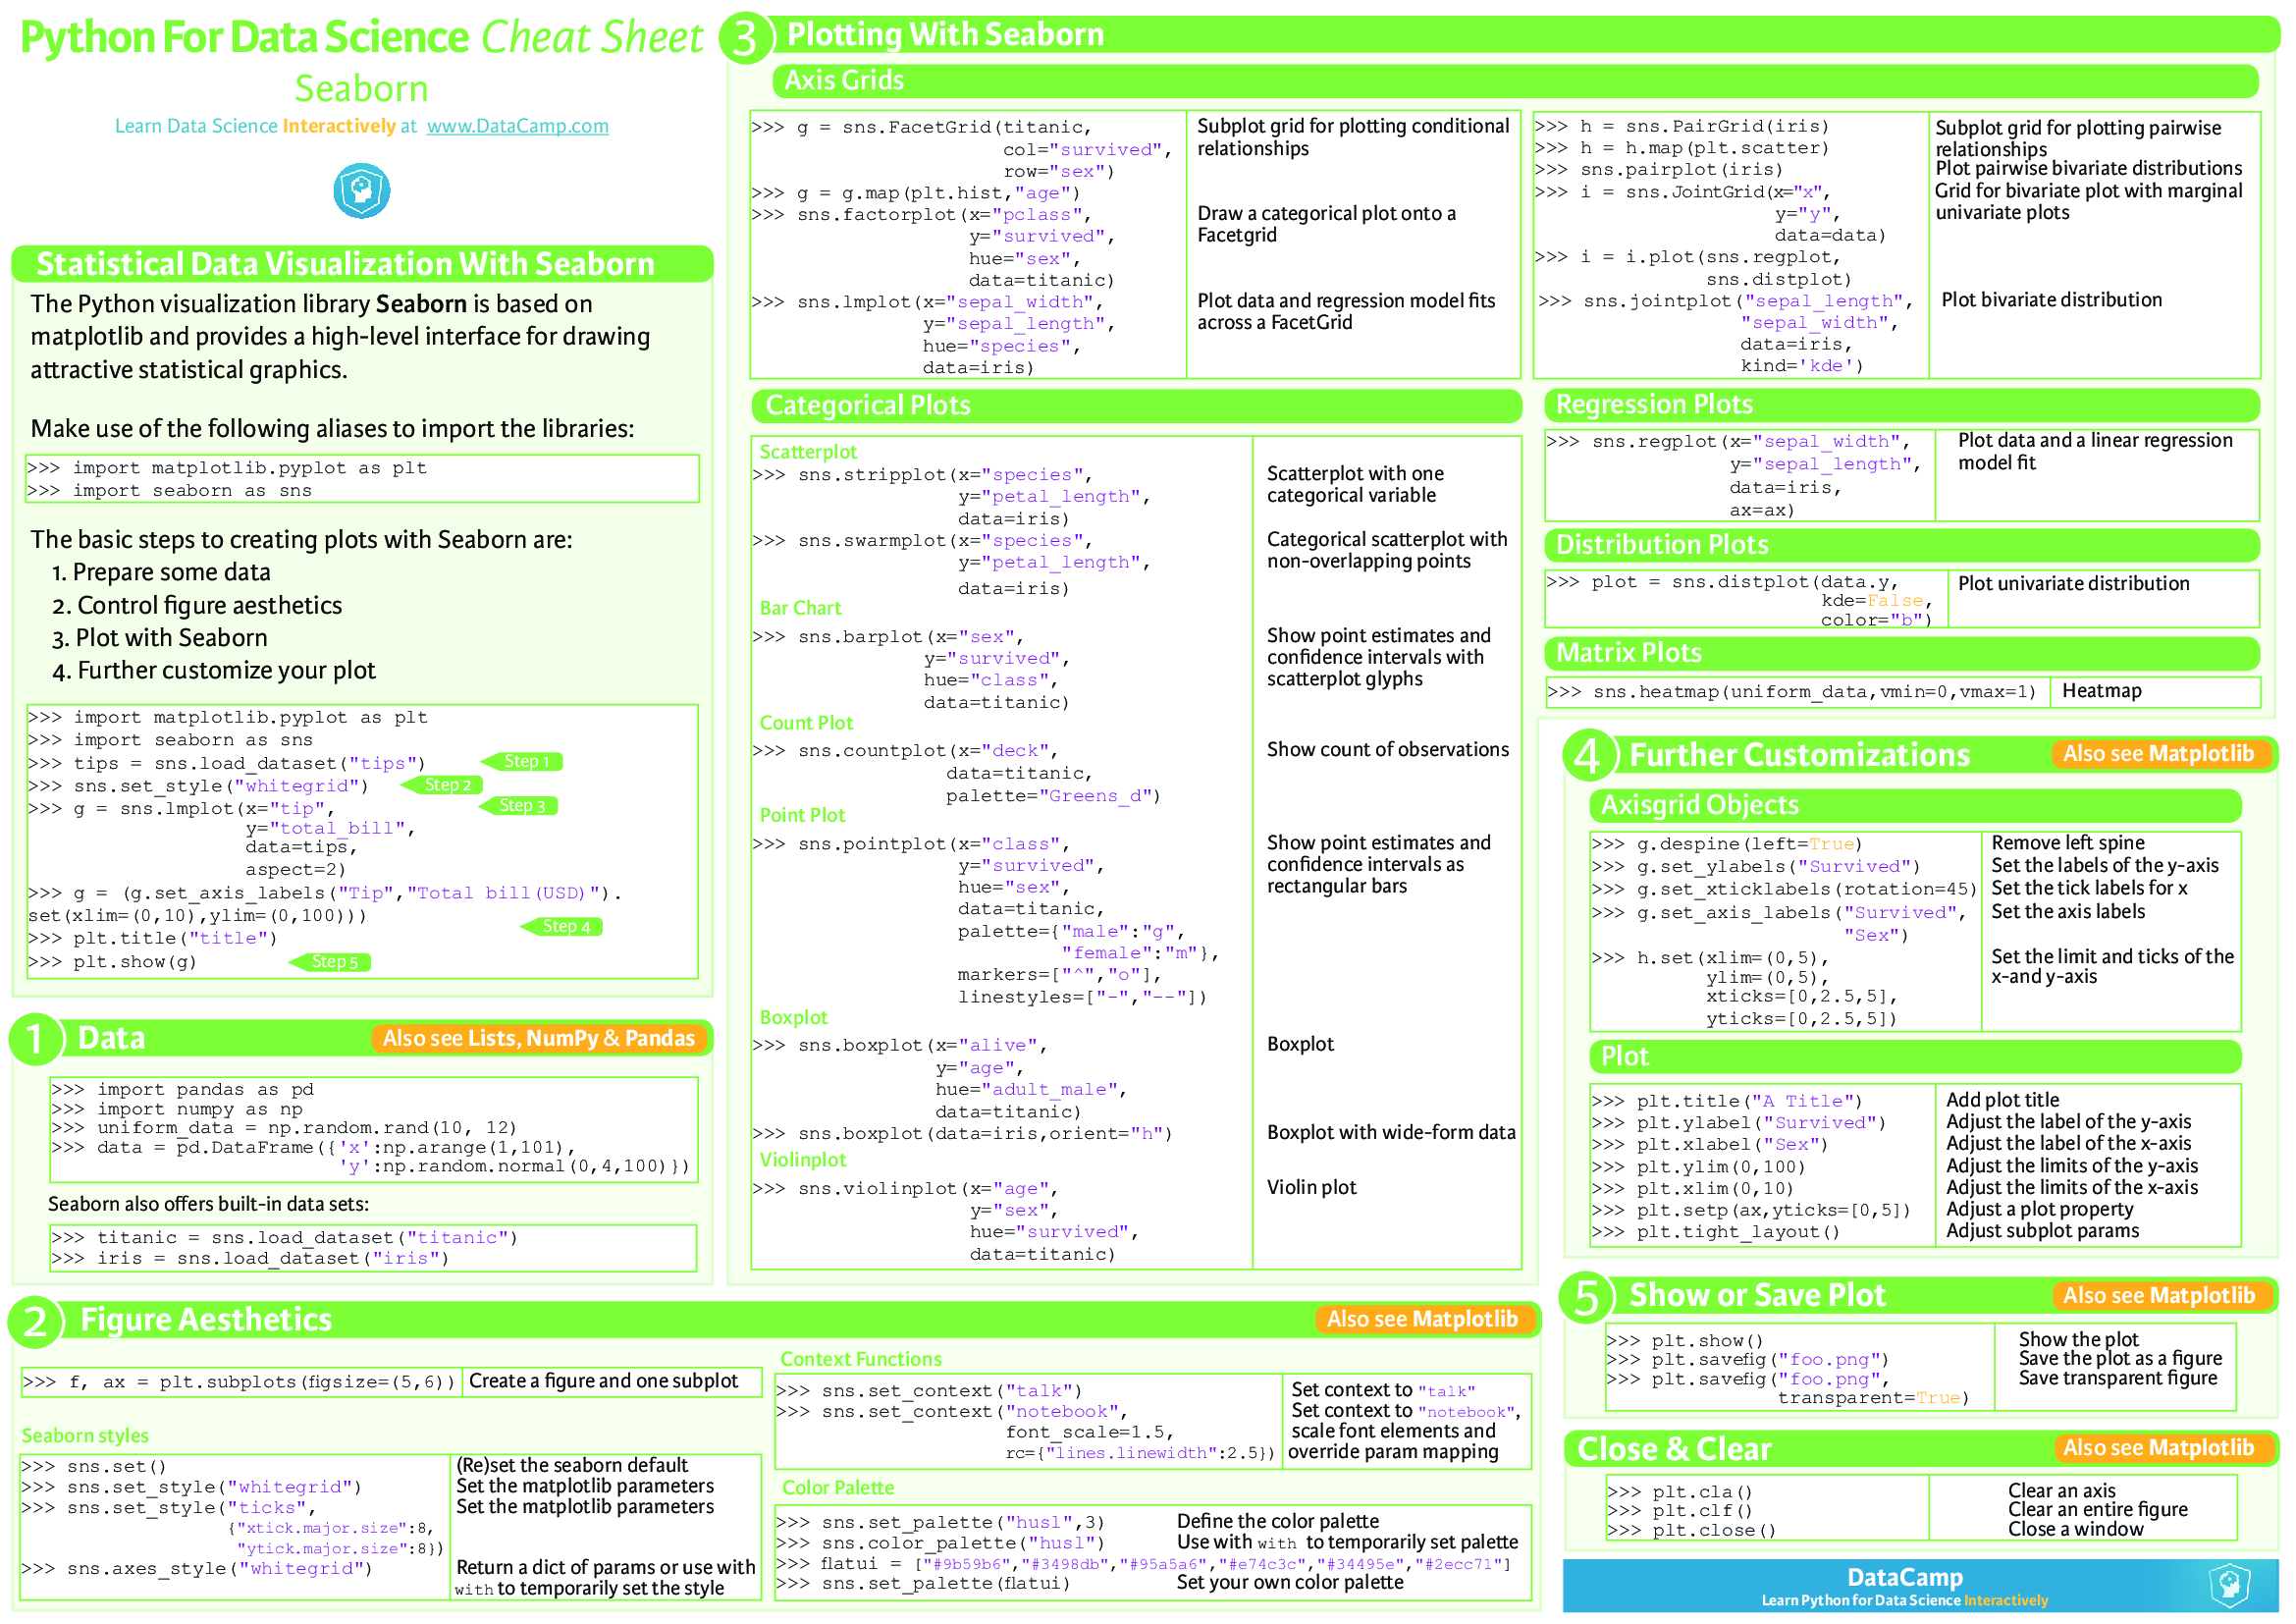 Python For Data Science Cheat Sheet
Seaborn
Learn Data Science Interactively at www.DataCamp.com
Statistical Data Visualization With Seaborn
The Python visualization library Seaborn is based on
matplotlib and provides a high-level interface for drawing
attractive statistical graphics.
Make use of the following aliases to import the libraries:
>>> import matplotlib.pyplot as plt
>>> import seaborn as sns
The basic steps to creating plots with Seaborn are:
1. Prepare some data
2. Control figure aesthetics
3. Plot with Seaborn
4. Further customize your plot
>>> import matplotlib.pyplot as plt
>>> import seaborn as sns
>>> tips = sns.load_dataset("tips") Step 1
>>> sns.set_style("whitegrid") Step 2
>>> g = sns.lmplot(x="tip", Step 3
y="total_bill",
data=tips,
aspect=2)
>>> g = (g.set_axis_labels("Tip","Total bill(USD)").
set(xlim=(0,10),ylim=(0,100)))
Step 4
>>> plt.title("title")
>>> plt.show(g) Step 5
1 Data Also see Lists, NumPy & Pandas
>>> import pandas as pd
>>> import numpy as np
>>> uniform_data = np.random.rand(10, 12)
>>> data = pd.DataFrame({'x':np.arange(1,101),
'y':np.random.normal(0,4,100)})
Seaborn also offers built-in data sets:
>>> titanic = sns.load_dataset("titanic")
>>> iris = sns.load_dataset("iris")
2 Figure Aesthetics Also see Matplotlib
>>> f, ax = plt.subplots(figsize=(5,6)) Create a figure and one subplot
Seaborn styles
>>> sns.set() (Re)set the seaborn default
>>> sns.set_style("whitegrid") Set the matplotlib parameters
>>> sns.set_style("ticks", Set the matplotlib parameters
{"xtick.major.size":8,
"ytick.major.size":8})
>>> sns.axes_style("whitegrid") Return a dict of params or use with
with to temporarily set the style
Context Functions
>>> sns.set_context("talk") Set context to "talk"
>>> sns.set_context("notebook", Set context to "notebook",
font_scale=1.5, scale font elements and
rc={"lines.linewidth":2.5}) override param mapping
Color Palette
>>> sns.set_palette("husl",3) Define the color palette
>>> sns.color_palette("husl") Use with with to temporarily set palette
>>> flatui = ["#9b59b6","#3498db","#95a5a6","#e74c3c","#34495e","#2ecc71"]
>>> sns.set_palette(flatui) Set your own color palette
3 Plotting With Seaborn
Axis Grids
>>> g = sns.FacetGrid(titanic, Subplot grid for plotting conditional
col="survived", relationships
row="sex")
>>> g = g.map(plt.hist,"age")
>>> sns.factorplot(x="pclass", Draw a categorical plot onto a
y="survived", Facetgrid
hue="sex",
data=titanic)
>>> sns.lmplot(x="sepal_width", Plot data and regression model fits
y="sepal_length", across a FacetGrid
hue="species",
data=iris)
>>> h = sns.PairGrid(iris) Subplot grid for plotting pairwise
>>> h = h.map(plt.scatter) relationships
>>> sns.pairplot(iris) Plot pairwise bivariate distributions
>>> i = sns.JointGrid(x="x", Grid for bivariate plot with marginal
y="y", univariate plots
data=data)
>>> i = i.plot(sns.regplot,
sns.distplot)
>>> sns.jointplot("sepal_length", Plot bivariate distribution
"sepal_width",
data=iris,
kind='kde')
Categorical Plots
Scatterplot
>>> sns.stripplot(x="species", Scatterplot with one
y="petal_length", categorical variable
data=iris)
>>> sns.swarmplot(x="species", Categorical scatterplot with
y="petal_length", non-overlapping points
data=iris)
Bar Chart
>>> sns.barplot(x="sex", Show point estimates and
y="survived", confidence intervals with
hue="class", scatterplot glyphs
data=titanic)
Count Plot
>>> sns.countplot(x="deck", Show count of observations
data=titanic,
palette="Greens_d")
Point Plot
>>> sns.pointplot(x="class", Show point estimates and
y="survived", confidence intervals as
hue="sex", rectangular bars
data=titanic,
palette={"male":"g",
"female":"m"},
markers=["^","o"],
linestyles=["-","--"])
Boxplot
>>> sns.boxplot(x="alive", Boxplot
y="age",
hue="adult_male",
data=titanic)
>>> sns.boxplot(data=iris,orient="h") Boxplot with wide-form data
Violinplot
>>> sns.violinplot(x="age", Violin plot
y="sex",
hue="survived",
data=titanic)
Regression Plots
>>> sns.regplot(x="sepal_width", Plot data and a linear regression
y="sepal_length", model fit
data=iris,
ax=ax)
Distribution Plots
>>> plot = sns.distplot(data.y, Plot univariate distribution
kde=False,
color="b")
Matrix Plots
>>> sns.heatmap(uniform_data,vmin=0,vmax=1) Heatmap
4 Further Customizations Also see Matplotlib
Axisgrid Objects
>>> g.despine(left=True) Remove left spine
>>> g.set_ylabels("Survived") Set the labels of the y-axis
>>> g.set_xticklabels(rotation=45) Set the tick labels for x
>>> g.set_axis_labels("Survived", Set the axis labels
"Sex")
>>> h.set(xlim=(0,5), Set the limit and ticks of the
ylim=(0,5), x-and y-axis
xticks=[0,2.5,5],
yticks=[0,2.5,5])
Plot
>>> plt.title("A Title") Add plot title
>>> plt.ylabel("Survived") Adjust the label of the y-axis
>>> plt.xlabel("Sex") Adjust the label of the x-axis
>>> plt.ylim(0,100) Adjust the limits of the y-axis
>>> plt.xlim(0,10) Adjust the limits of the x-axis
>>> plt.setp(ax,yticks=[0,5]) Adjust a plot property
>>> plt.tight_layout() Adjust subplot params
5 Show or Save Plot Also see Matplotlib
>>> plt.show() Show the plot
>>> plt.savefig("foo.png") Save the plot as a figure
>>> plt.savefig("foo.png", Save transparent figure
transparent=True)
Close & Clear Also see Matplotlib
>>> plt.cla() Clear an axis
>>> plt.clf() Clear an entire figure
>>> plt.close() Close a window
DataCamp
Learn Python for Data Science Interactively